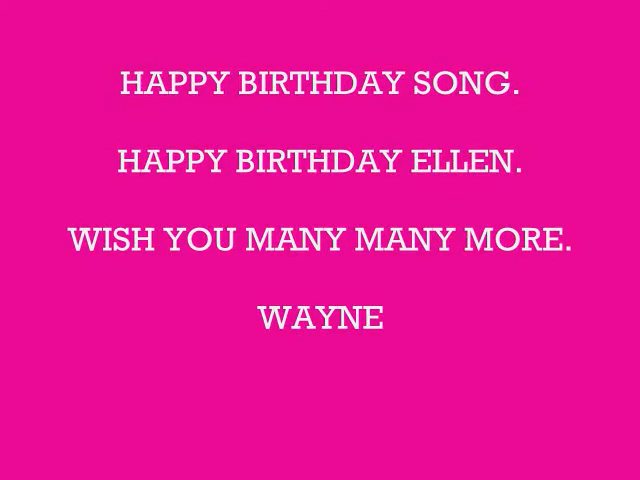 HAPPY BIRTHDAY SONG.
HAPPY BIRTHDAY ELLEN.
WISH YOU MANY MANY MORE.
WAYNE